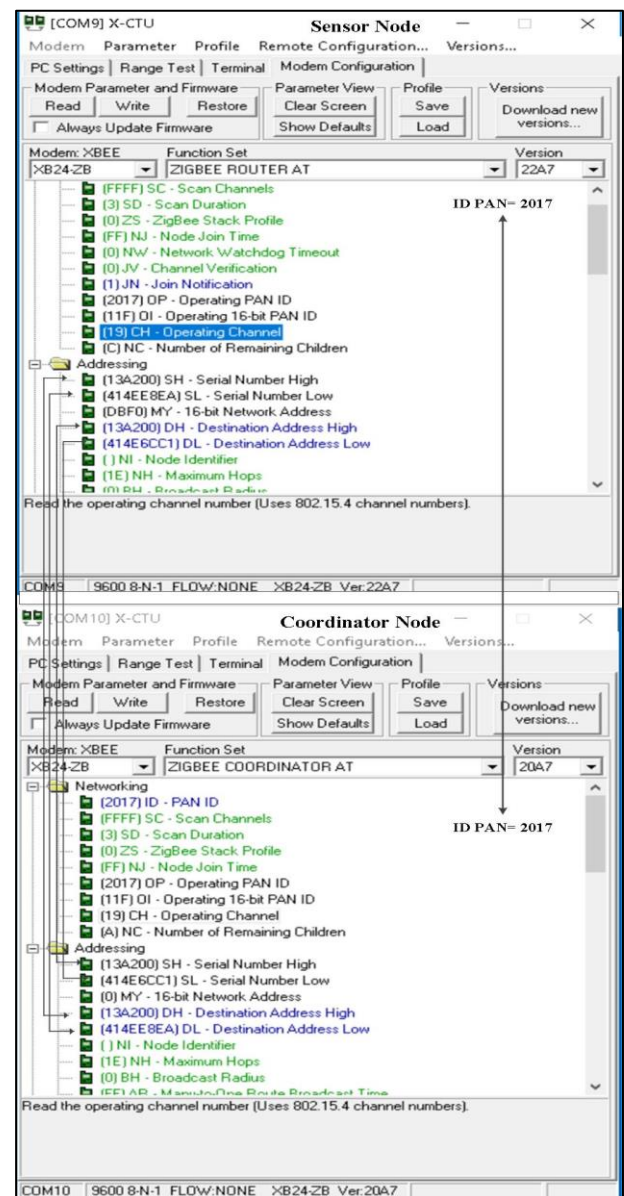 [COM9] X-CTU
Sensor Node
Modem Parameter Profile Remote Configuration... Versions...
PC Settings Range Test Terminal Modem Configuration
Modem Parameter and Firmware Parameter View Profile Versions
Read Write Restore Clear Screen Save Download new versions...
Always Update Firmware Show Defaults Load
Modem: XBEE Function Set Version
XB24-ZB ZIGBEE ROUTER AT 22A7
(FFFF) SC - Scan Channels
(3) SD - Scan Duration
ID PAN= 2017
(0) ZS - ZigBee Stack Profile
(FF) NJ - Node Join Time
(0) NW - Network Watchdog Timeout
(0) JV - Channel Verification
(1) JN - Join Notification
(2017) OP - Operating PAN ID
(11F) OI - Operating 16-bit PAN ID
(19) CH - Operating Channel
(C) NC - Number of Remaining Children
Addressing
(13A200) SH - Serial Number High
(414EE8EA) SL - Serial Number Low
(DBF0) MY - 16-bit Network Address
(13A200) DH - Destination Address High
(414E6CC1) DL - Destination Address Low
( ) NI - Node Identifier
(1E) NH - Maximum Hops
(0) BH - Broadcast Radius
Read the operating channel number (Uses 802.15.4 channel numbers).
COM9 9600 8-N-1 FLOW:NONE XB24-ZB Ver:22A7
[COM10] X-CTU
Coordinator Node
Modem Parameter Profile Remote Configuration... Versions...
PC Settings Range Test Terminal Modem Configuration
Modem Parameter and Firmware Parameter View Profile Versions
Read Write Restore Clear Screen Save Download new versions...
Always Update Firmware Show Defaults Load
Modem: XBEE Function Set Version
XB24-ZB ZIGBEE COORDINATOR AT 20A7
Networking
(2017) ID - PAN ID
(FFFF) SC - Scan Channels
(3) SD - Scan Duration
ID PAN= 2017
(0) ZS - ZigBee Stack Profile
(FF) NJ - Node Join Time
(2017) OP - Operating PAN ID
(11F) OI - Operating 16-bit PAN ID
(19) CH - Operating Channel
(A) NC - Number of Remaining Children
Addressing
(13A200) SH - Serial Number High
(414E6CC1) SL - Serial Number Low
(0) MY - 16-bit Network Address
(13A200) DH - Destination Address High
(414EE8EA) DL - Destination Address Low
( ) NI - Node Identifier
(1E) NH - Maximum Hops
(0) BH - Broadcast Radius
(FF) AR - Many-to-One Route Broadcast Time
Read the operating channel number (Uses 802.15.4 channel numbers).
COM10 9600 8-N-1 FLOW:NONE XB24-ZB Ver:20A7